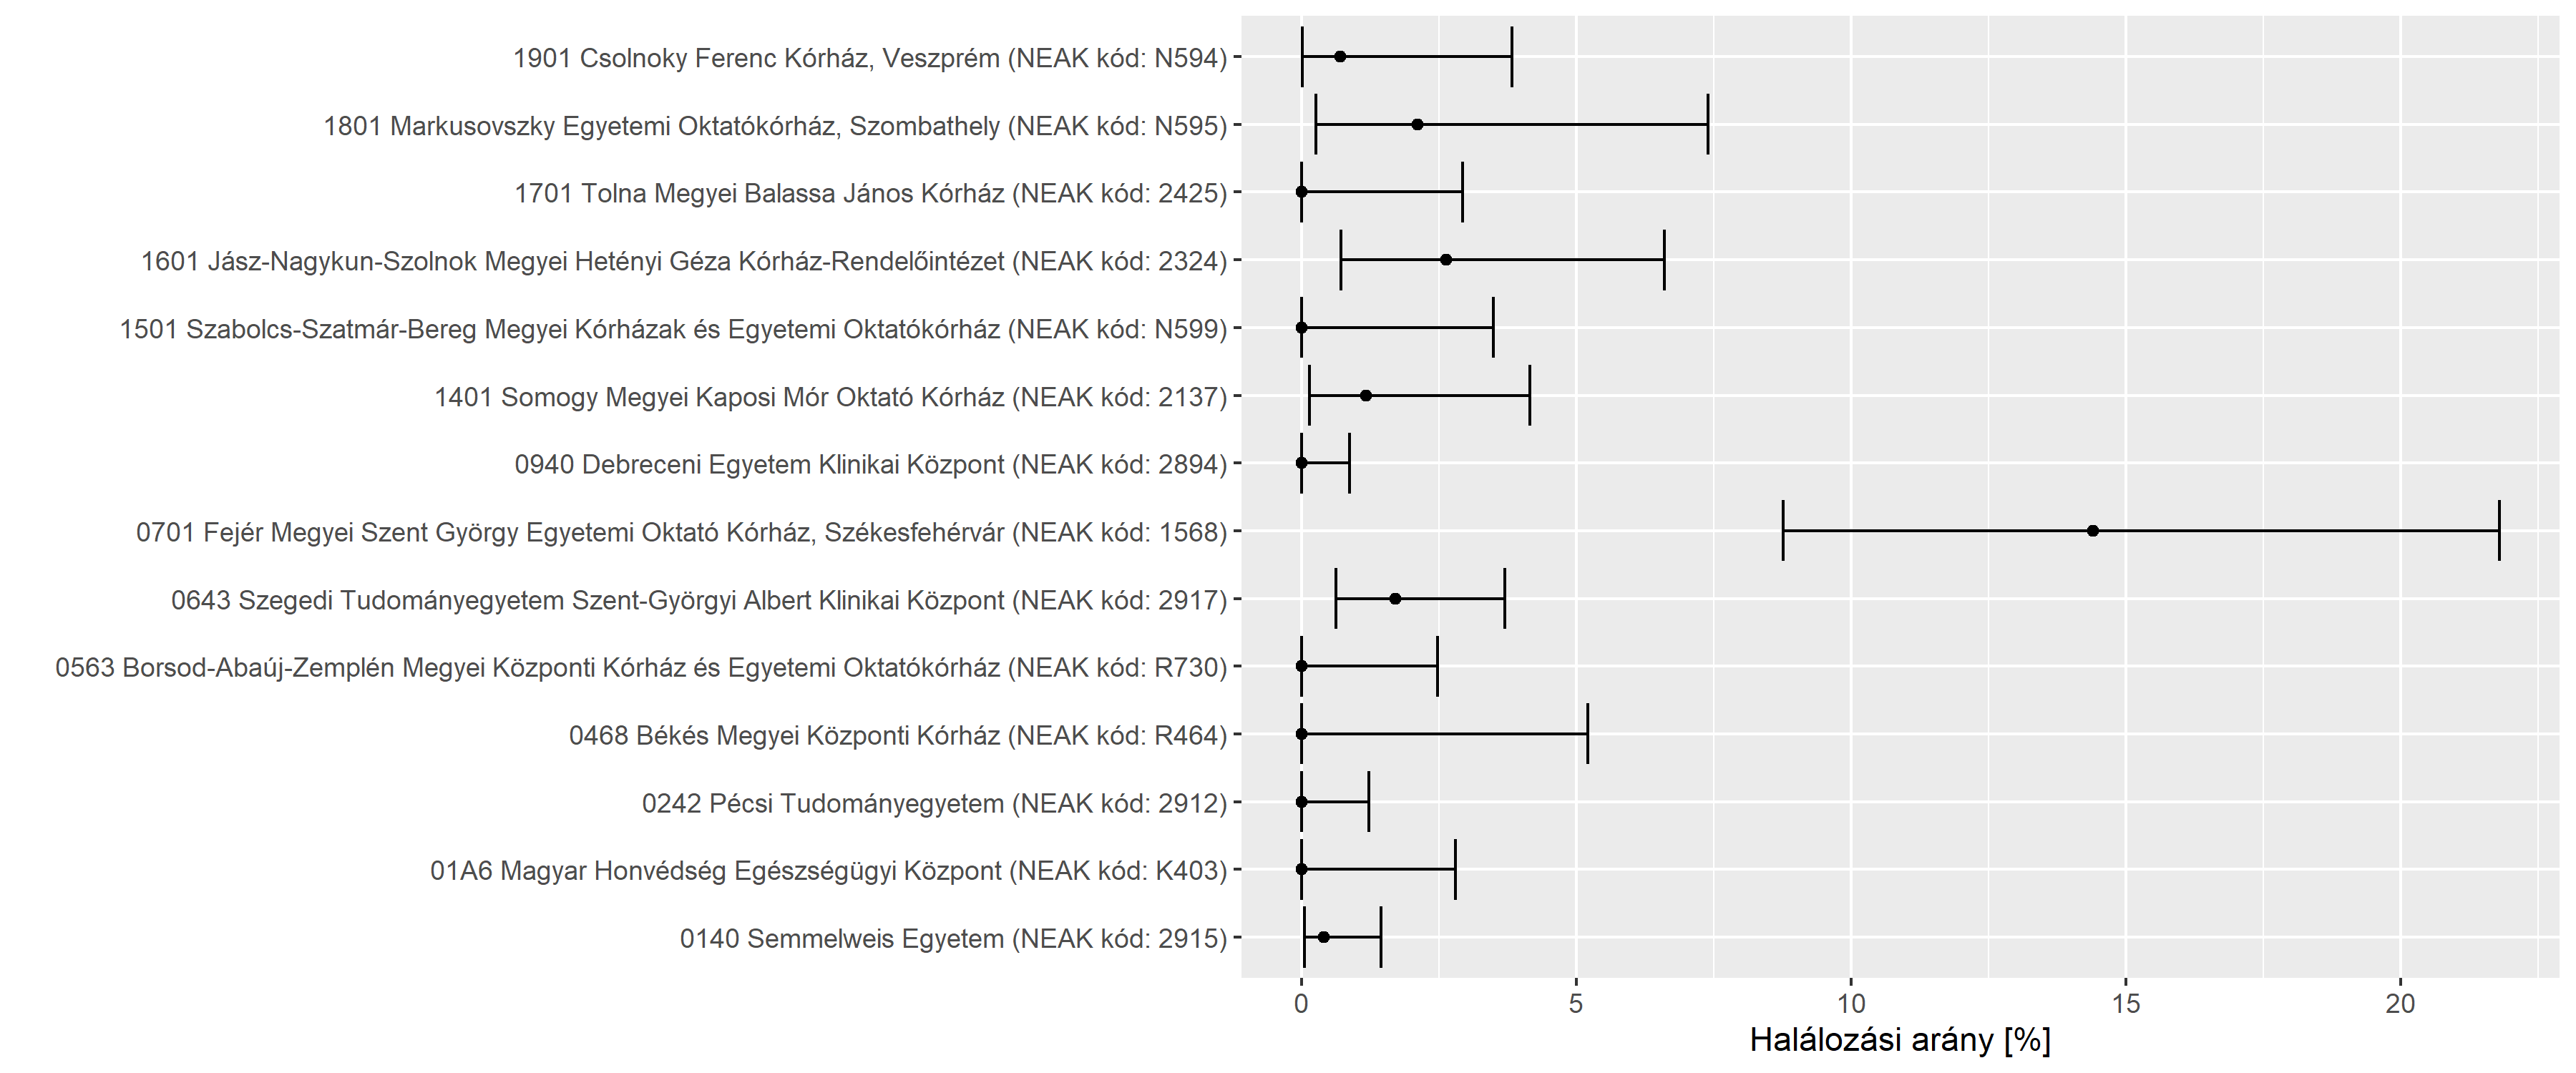 1901 Csolnoky Ferenc Kórház, Veszprém (NEAK kód: N594)
1801 Markusovszky Egyetemi Oktatókórház, Szombathely (NEAK kód: N595)
1701 Tolna Megyei Balassa János Kórház (NEAK kód: 2425)
1601 Jász-Nagykun-Szolnok Megyei Hetényi Géza Kórház-Rendelőintézet (NEAK kód: 2324)
1501 Szabolcs-Szatmár-Bereg Megyei Kórházak és Egyetemi Oktatókórház (NEAK kód: N599)
1401 Somogy Megyei Kaposi Mór Oktató Kórház (NEAK kód: 2137)
0940 Debreceni Egyetem Klinikai Központ (NEAK kód: 2894)
0701 Fejér Megyei Szent György Egyetemi Oktató Kórház, Székesfehérvár (NEAK kód: 1568)
0643 Szegedi Tudományegyetem Szent-Györgyi Albert Klinikai Központ (NEAK kód: 2917)
0563 Borsod-Abaúj-Zemplén Megyei Központi Kórház és Egyetemi Oktatókórház (NEAK kód: R730)
0468 Békés Megyei Központi Kórház (NEAK kód: R464)
0242 Pécsi Tudományegyetem (NEAK kód: 2912)
01A6 Magyar Honvédség Egészségügyi Központ (NEAK kód: K403)
0140 Semmelweis Egyetem (NEAK kód: 2915)
0 5 10 15 20
Halálozási arány [%]